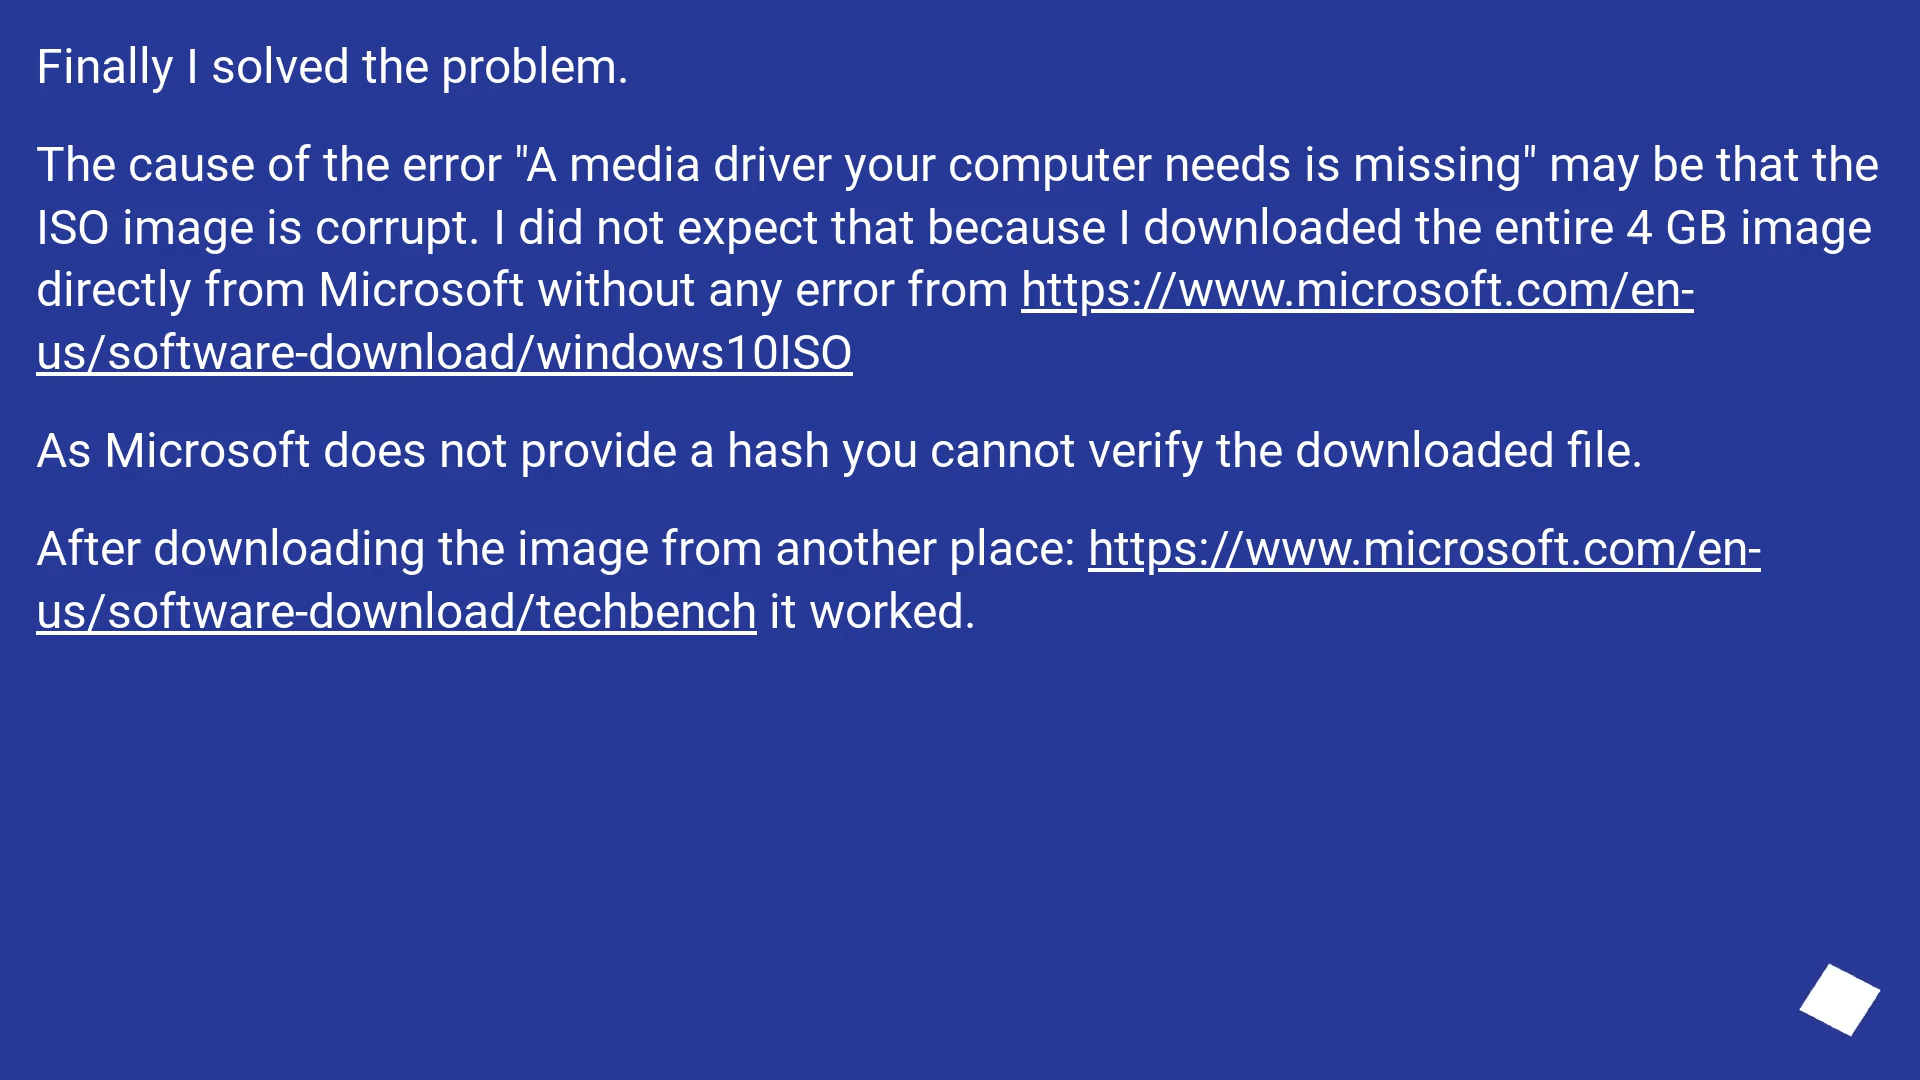 Finally I solved the problem.
The cause of the error "A media driver your computer needs is missing" may be that the
ISO image is corrupt. I did not expect that because I downloaded the entire 4 GB image
directly from Microsoft without any error from https://www.microsoft.com/en-
us/software-download/windows10ISO
As Microsoft does not provide a hash you cannot verify the downloaded file.
After downloading the image from another place: https://www.microsoft.com/en-
us/software-download/techbench it worked.